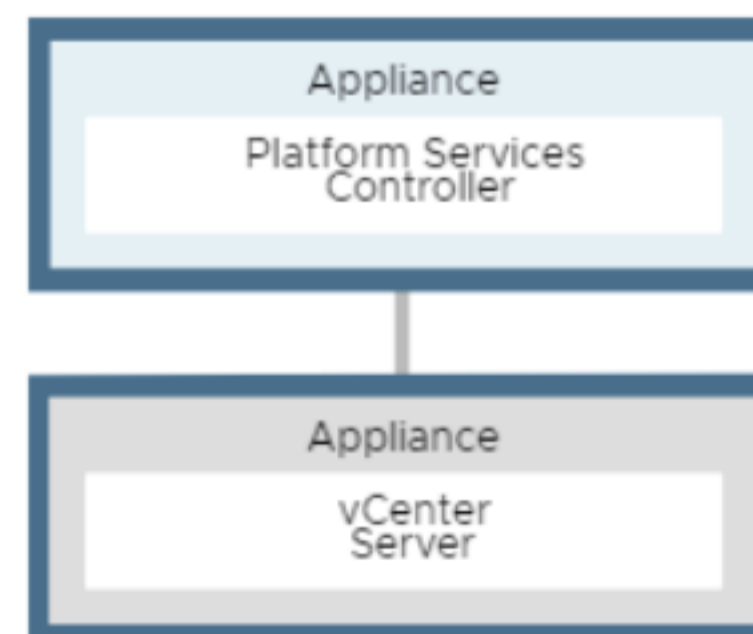 Appliance
Platform Services
Controller
Appliance
vCenter
Server